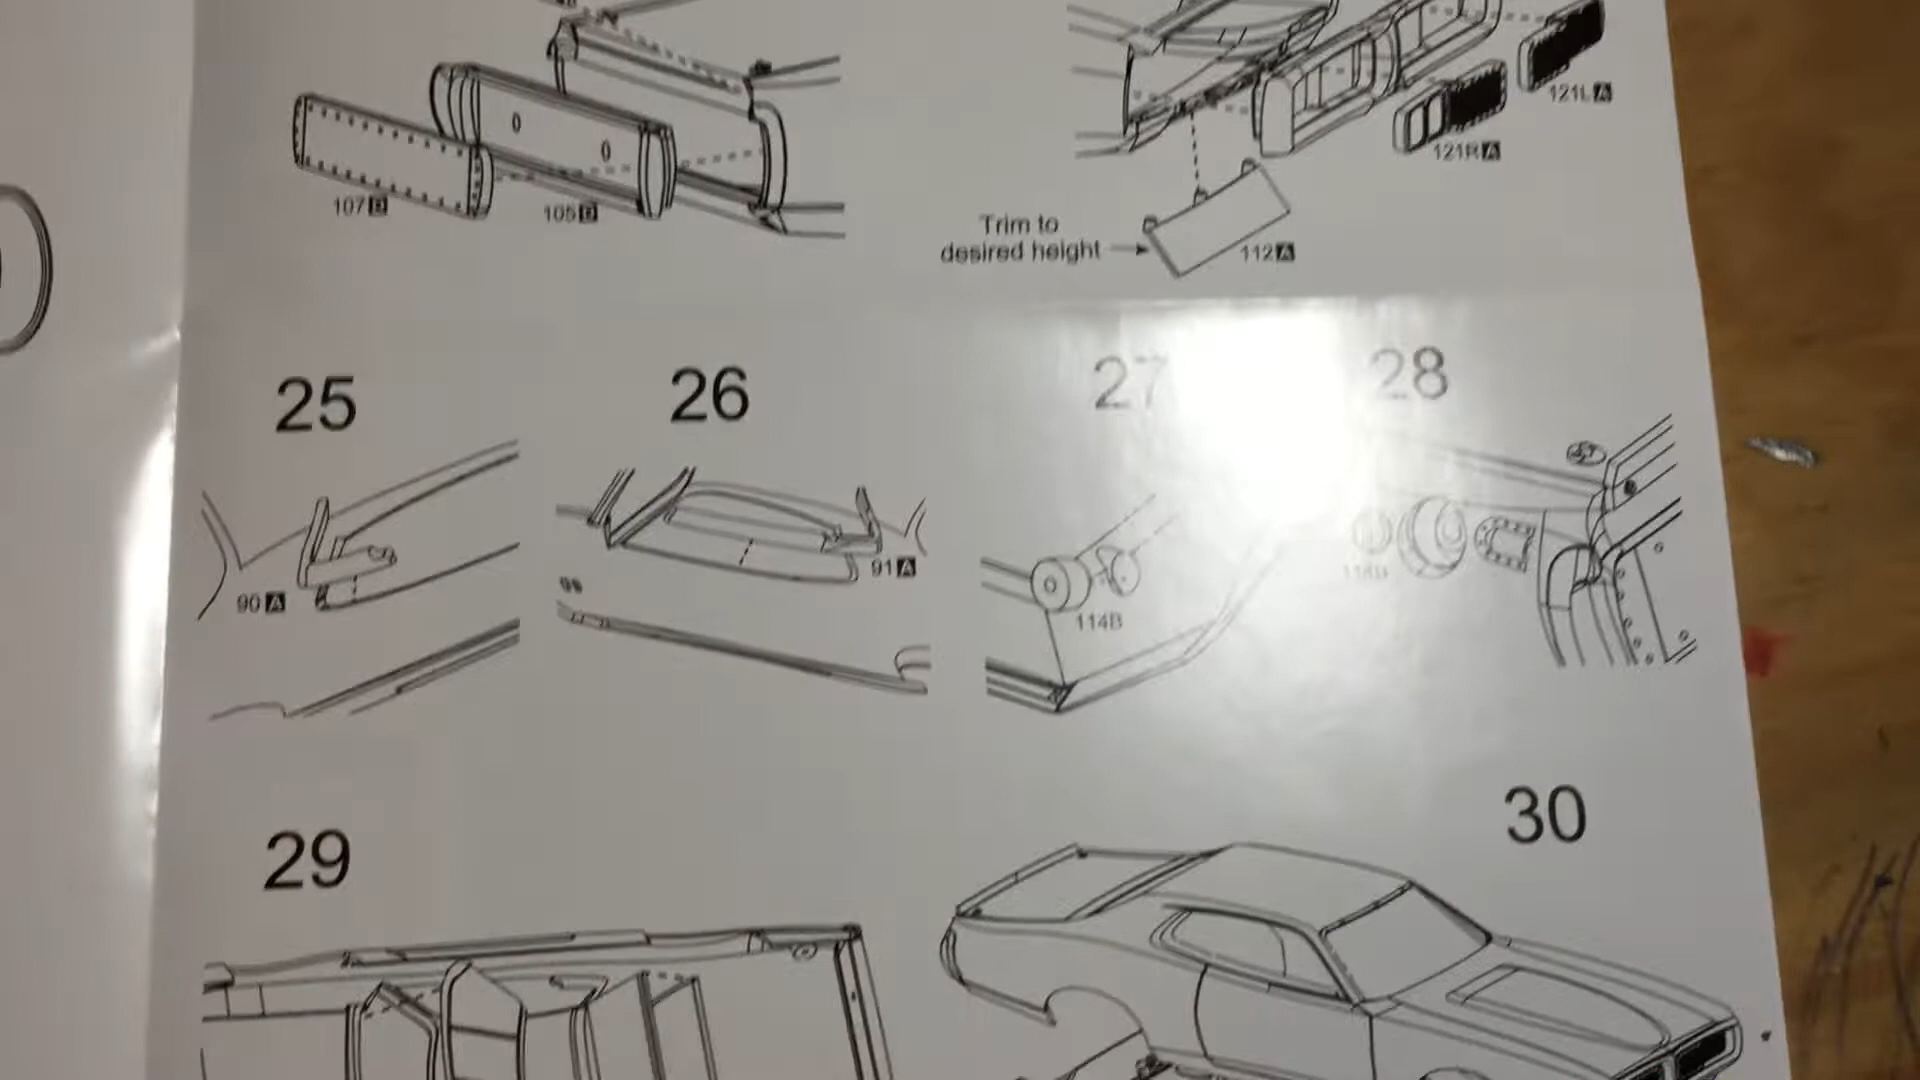 121L A
121R A
107 B
105 B
Trim to
desired height
112 A
25
26
27
28
91 A
90 A
114B
29
30